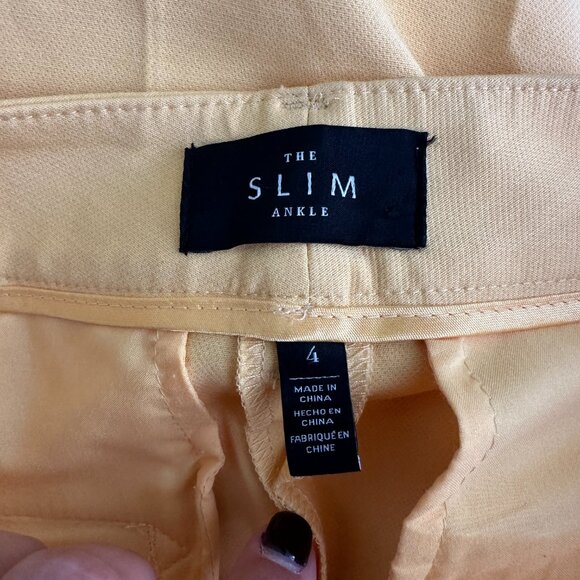 THE
SLIM
ANKLE
4
MADE IN
CHINA
HECHO EN
CHINA
FABRIQUÉ EN
CHINE